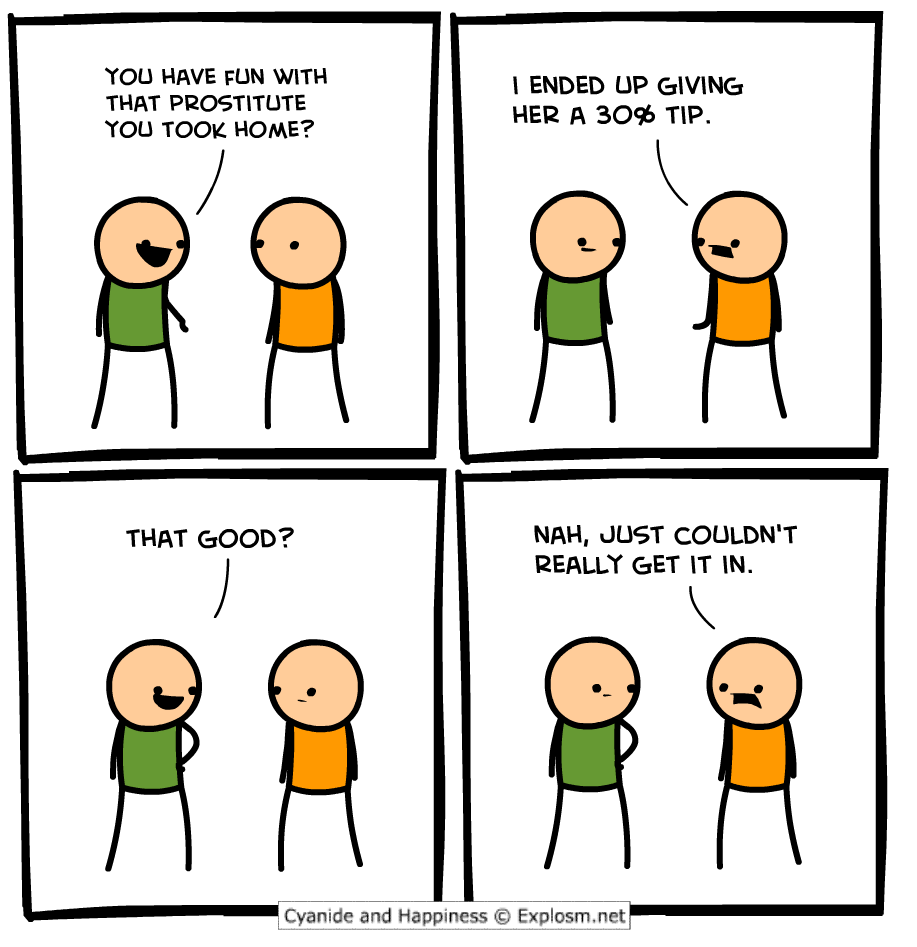 YOU HAVE FUN WITH
THAT PROSTITUTE
YOU TOOK HOME?
I ENDED UP GIVING
HER A 30% TIP.
THAT GOOD?
NAH, JUST COULDN'T
REALLY GET IT IN.
Cyanide and Happiness © Explosm.net